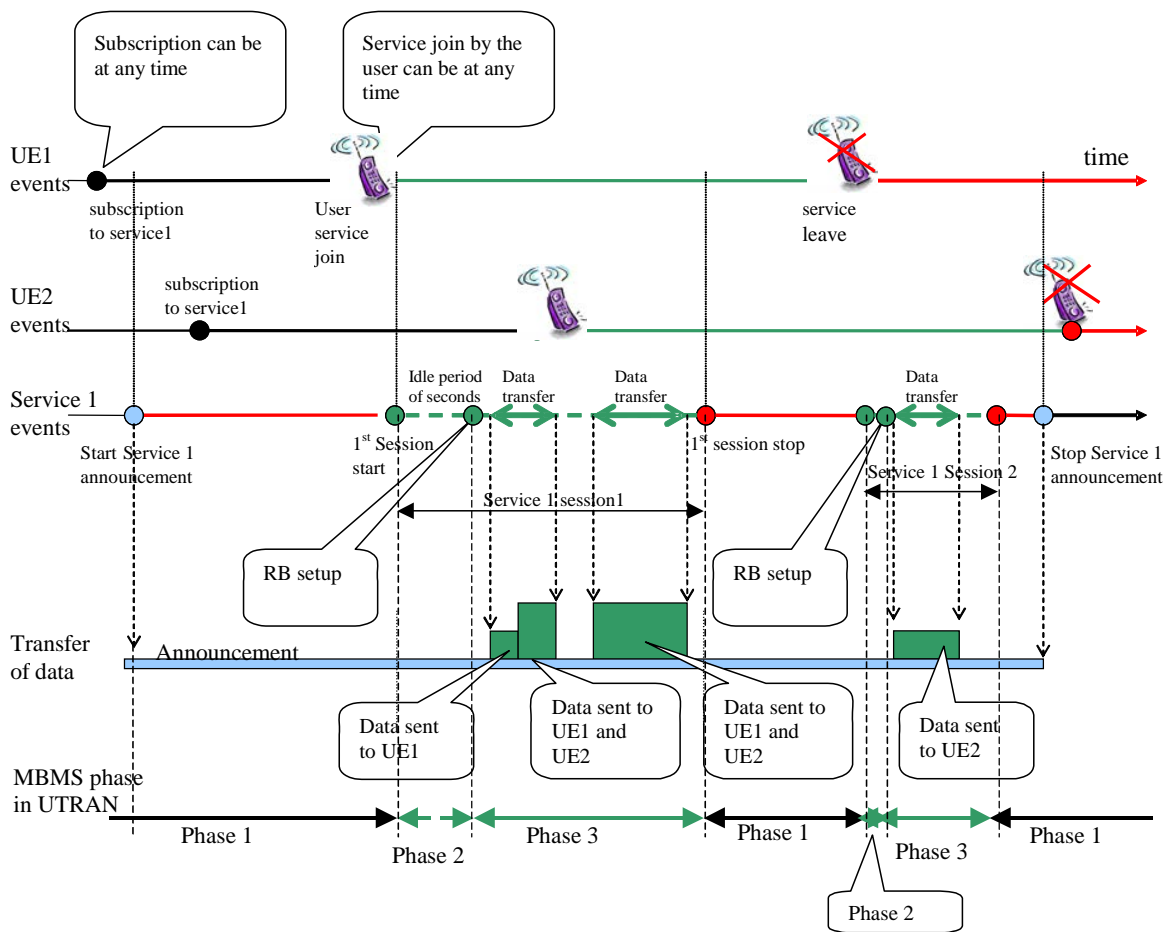 Subscription can be
at any time
Service join by the
user can be at any
time
UE1
events
time
subscription
to service1
User
service
join
service
leave
UE2
events
subscription
to service1
Service 1
events
Idle period
of seconds
Data
transfer
Data
transfer
Data
transfer
Start Service 1
announcement
1st Session
start
1st session stop
Stop Service 1
announcement
Service 1 Session 2
Service 1 session1
RB setup
RB setup
Transfer
of data
Announcement
Data sent
to UE1
Data sent to
UE1 and
UE2
Data sent to
UE1 and
UE2
Data sent
to UE2
MBMS phase
in UTRAN
Phase 1
Phase 2
Phase 3
Phase 1
Phase 3
Phase 1
Phase 2